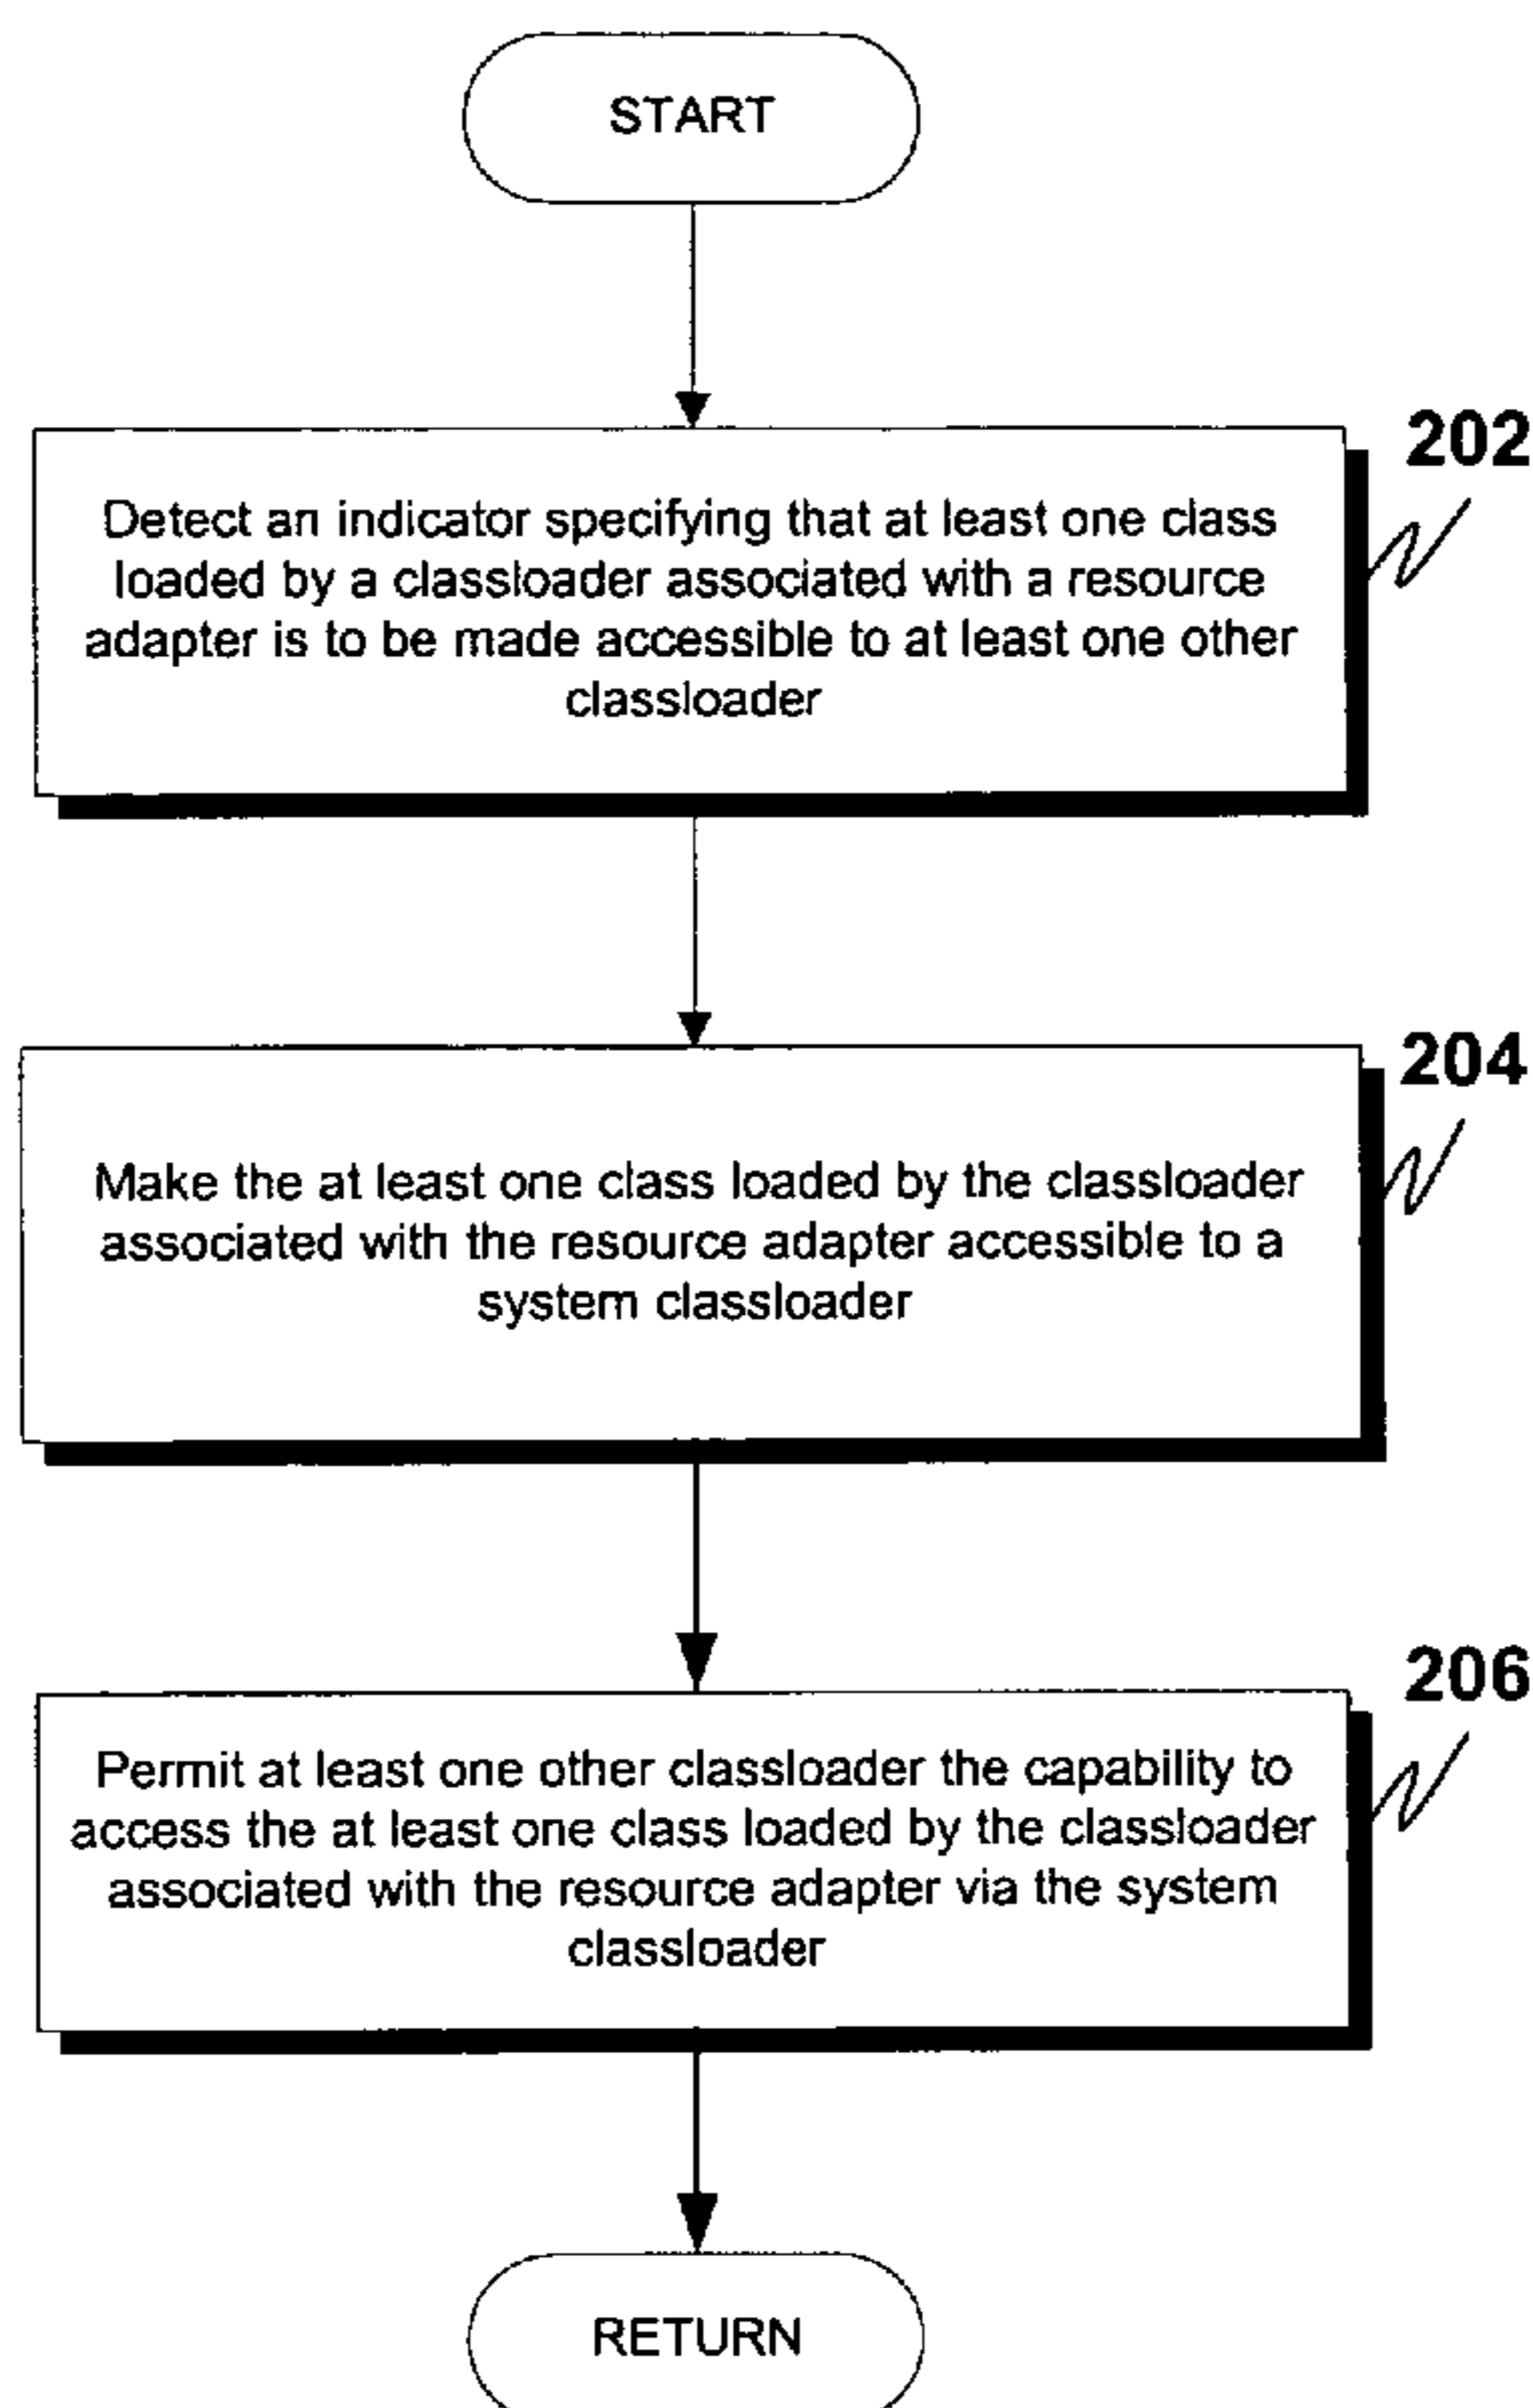 START
202
Detect an indicator specifying that at least one class
loaded by a classloader associated with a resource
adapter is to be made accessible to at least one other
classloader
204
Make the at least one class loaded by the classloader
associated with the resource adapter accessible to a
system classloader
206
Permit at least one other classloader the capability to
access the at least one class loaded by the classloader
associated with the resource adapter via the system
classloader
RETURN